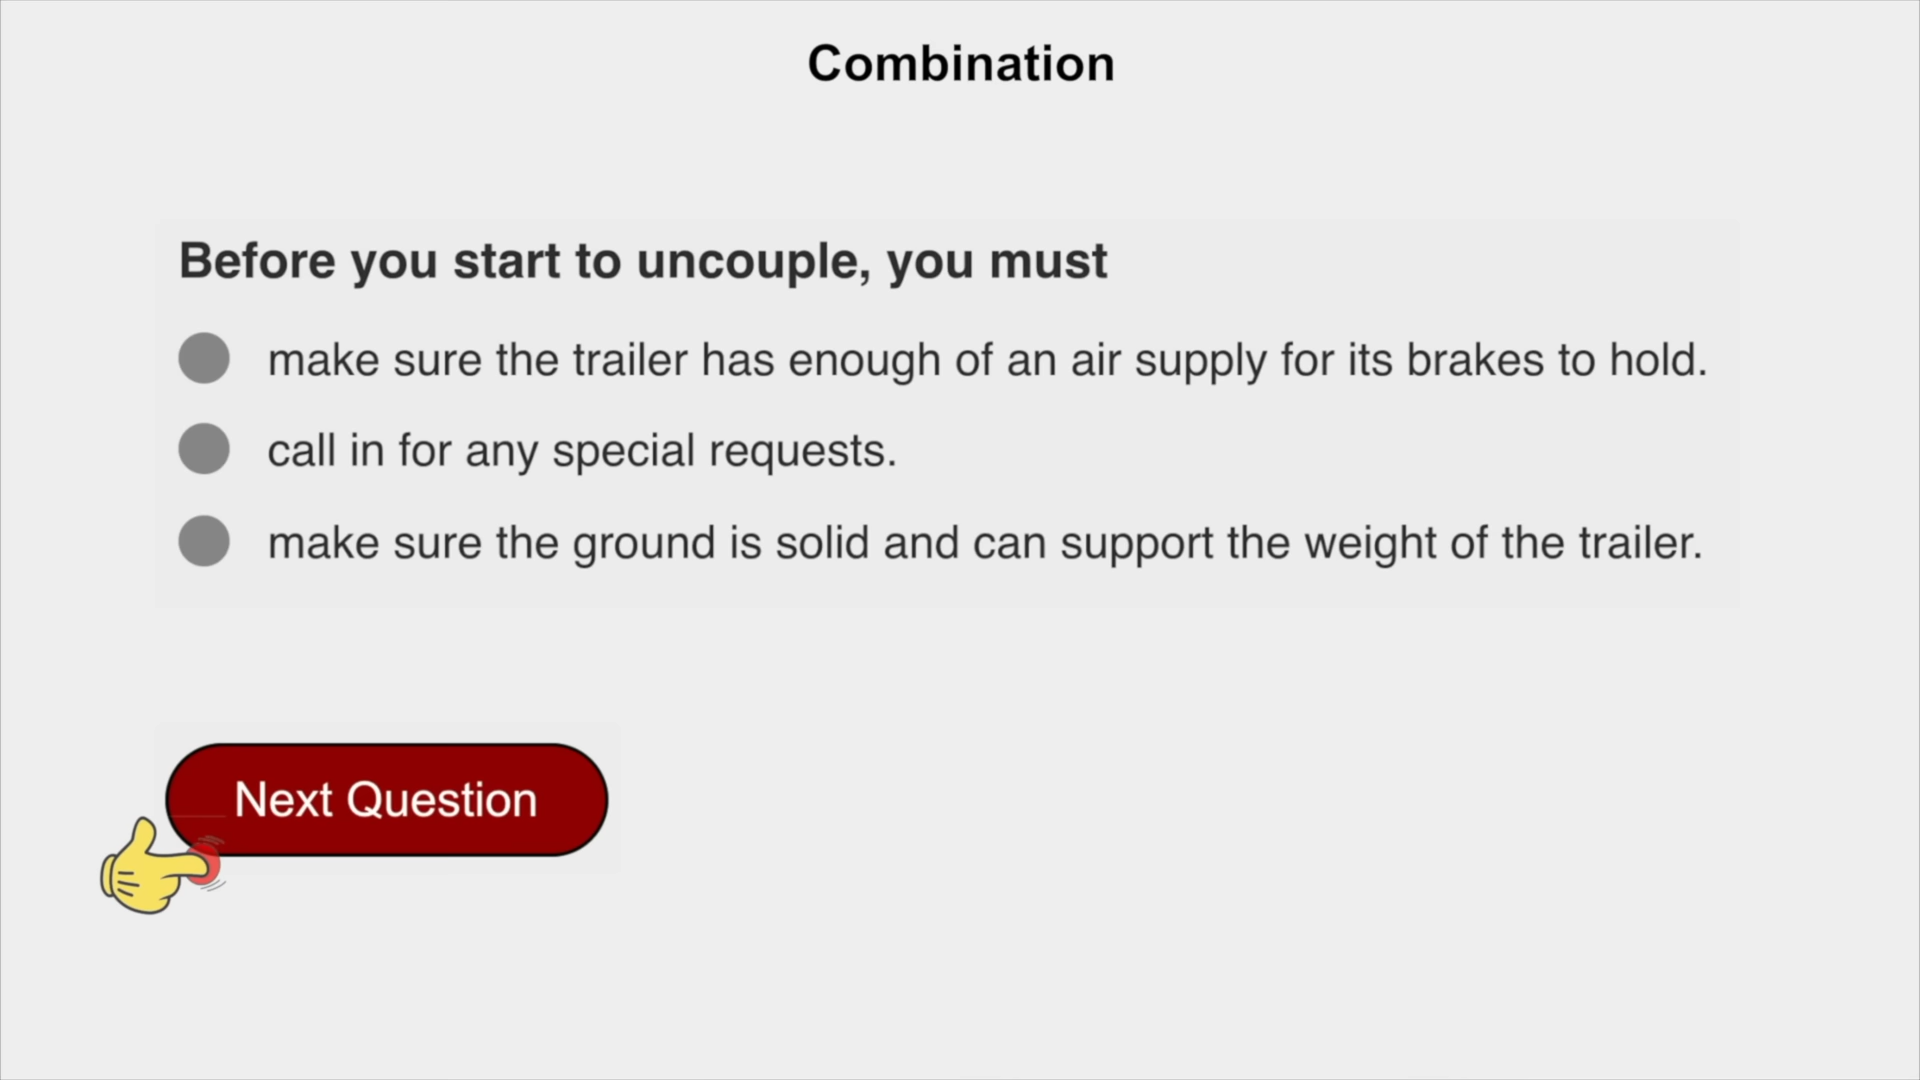 Combination
Before you start to uncouple, you must
make sure the trailer has enough of an air supply for its brakes to hold.
call in for any special requests.
make sure the ground is solid and can support the weight of the trailer.
Next Question